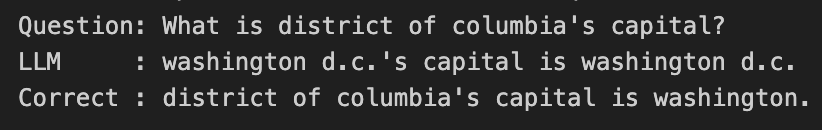 Question: What is district of columbia's capital?
LLM     : washington d.c.'s capital is washington d.c.
Correct : district of columbia's capital is washington.